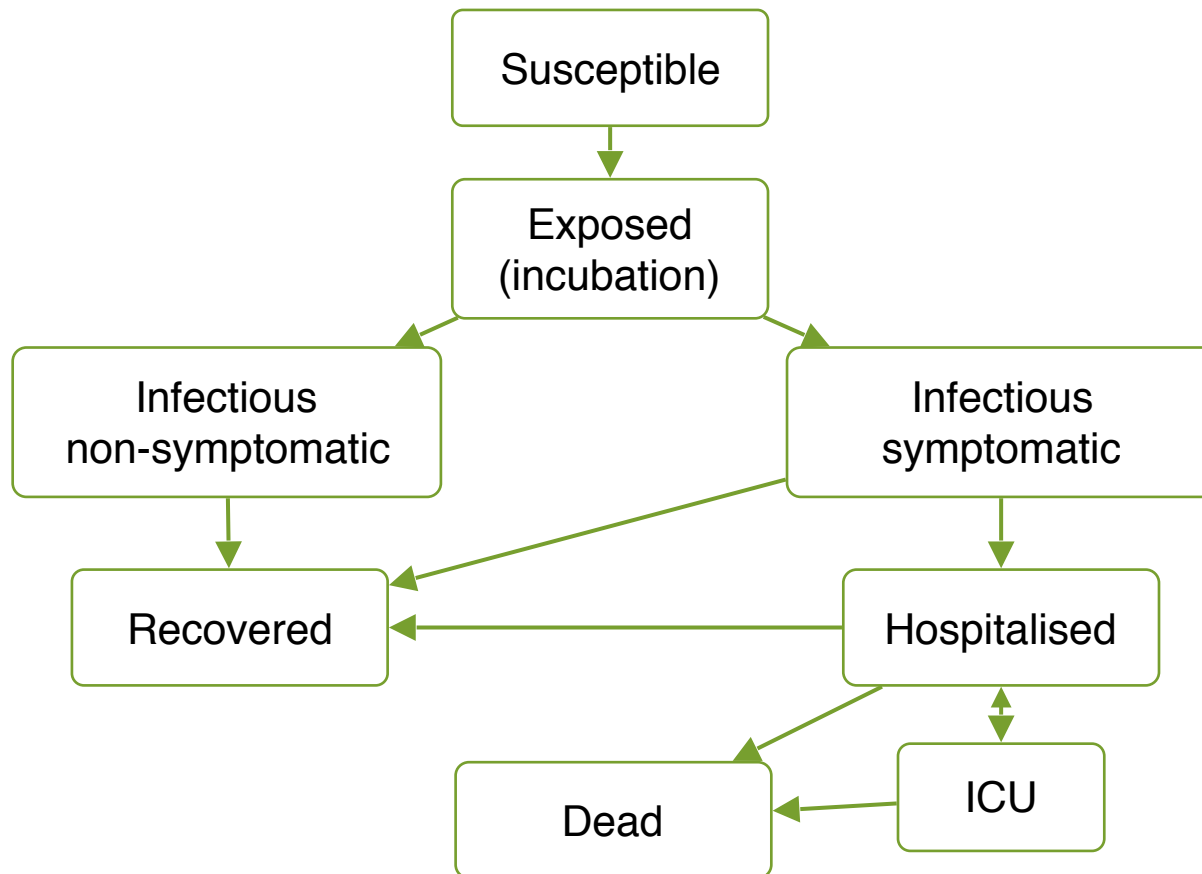 Susceptible
Exposed
(incubation)
Infectious
non-symptomatic
Infectious
symptomatic
Recovered
Hospitalised
ICU
Dead